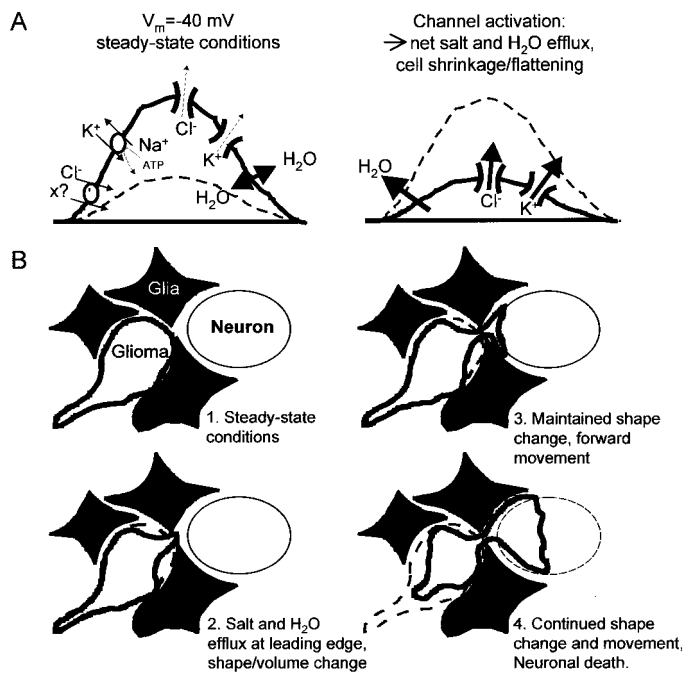 A
Vm=-40 mV
steady-state conditions
Channel activation:
→ net salt and H2O efflux,
cell shrinkage/flattening
K+
Na+
ATP
Cl-
x?
Cl-
K+
H2O
H2O
H2O
Cl-
K+
B
Glia
Neuron
Glioma
1. Steady-state
conditions
3. Maintained shape
change, forward
movement
2. Salt and H2O
efflux at leading edge,
shape/volume change
4. Continued shape
change and movement,
Neuronal death.